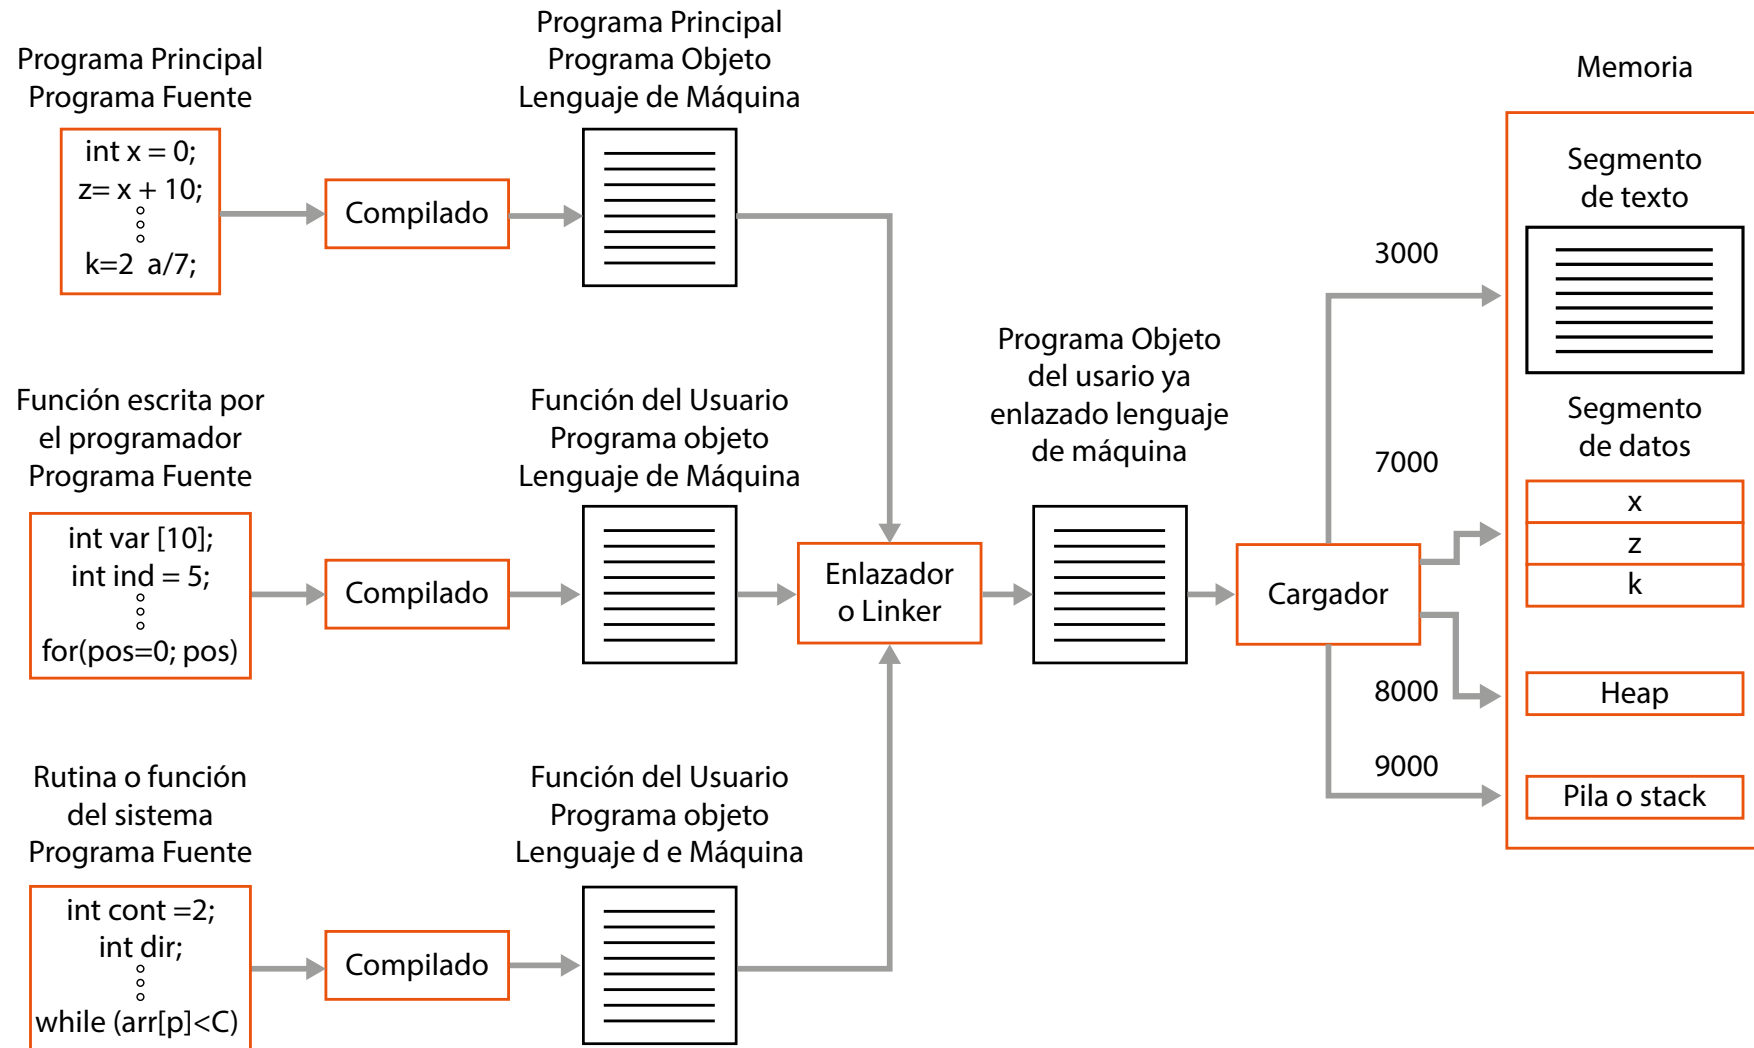 Programa Principal
Programa Fuente
int x = 0;
z= x + 10;
k=2 a/7;
Compilado
Programa Principal
Programa Objeto
Lenguaje de Máquina
Función escrita por
el programador
Programa Fuente
int var [10];
int ind = 5;
for(pos=0; pos)
Compilado
Función del Usuario
Programa objeto
Lenguaje de Máquina
Rutina o función
del sistema
Programa Fuente
int cont =2;
int dir;
while (arr[p]<C)
Compilado
Función del Usuario
Programa objeto
Lenguaje d e Máquina
Enlazador
o Linker
Programa Objeto
del usario ya
enlazado lenguaje
de máquina
Cargador
3000
7000
8000
9000
Memoria
Segmento
de texto
Segmento
de datos
x
z
k
Heap
Pila o stack